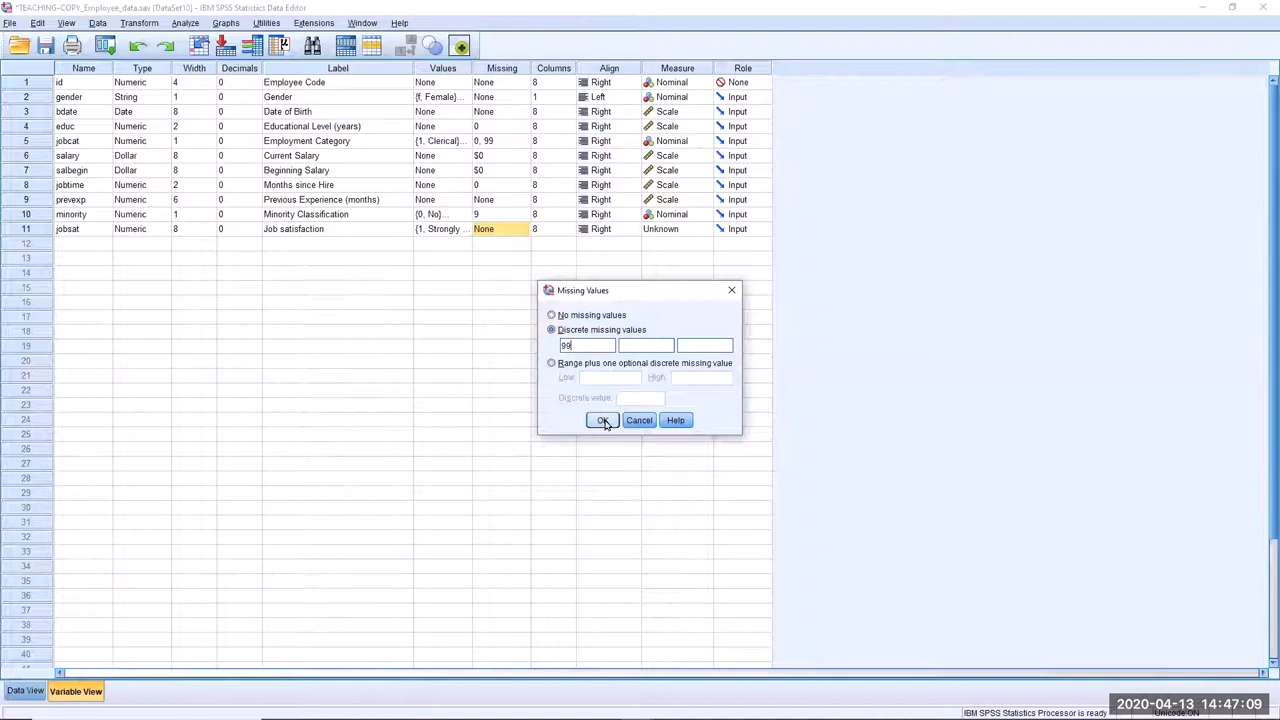 *TEACHING-COPY_Employee_data.sav [DataSet10] - IBM SPSS Statistics Data Editor
File Edit View Data Transform Analyze Graphs Utilities Extensions Window Help
Name Type Width Decimals Label Values Missing Columns Align Measure Role
1 id Numeric 4 0 Employee Code None None 8 Right Nominal None
2 gender String 1 0 Gender {f, Female}... None 1 Left Nominal Input
3 bdate Date 8 0 Date of Birth None None 8 Right Scale Input
4 educ Numeric 2 0 Educational Level (years) None 0 8 Right Scale Input
5 jobcat Numeric 1 0 Employment Category {1, Clerical}... 0, 99 8 Right Nominal Input
6 salary Dollar 8 0 Current Salary None $0 8 Right Scale Input
7 salbegin Dollar 8 0 Beginning Salary None $0 8 Right Scale Input
8 jobtime Numeric 2 0 Months since Hire None 0 8 Right Scale Input
9 prevexp Numeric 6 0 Previous Experience (months) None None 8 Right Scale Input
10 minority Numeric 1 0 Minority Classification {0, No}... 9 8 Right Nominal Input
11 jobsat Numeric 8 0 Job satisfaction {1, Strongly ... None 8 Right Unknown Input
12
13
14
15
16
17
18
19
20
21
22
23
24
25
26
27
28
29
30
31
32
33
34
35
36
37
38
39
40
Missing Values
No missing values
Discrete missing values
99
Range plus one optional discrete missing value
Low: High:
Discrete value:
OK Cancel Help
Data View Variable View
2020-04-13 14:47:09
IBM SPSS Statistics Processor is ready Unicode:ON